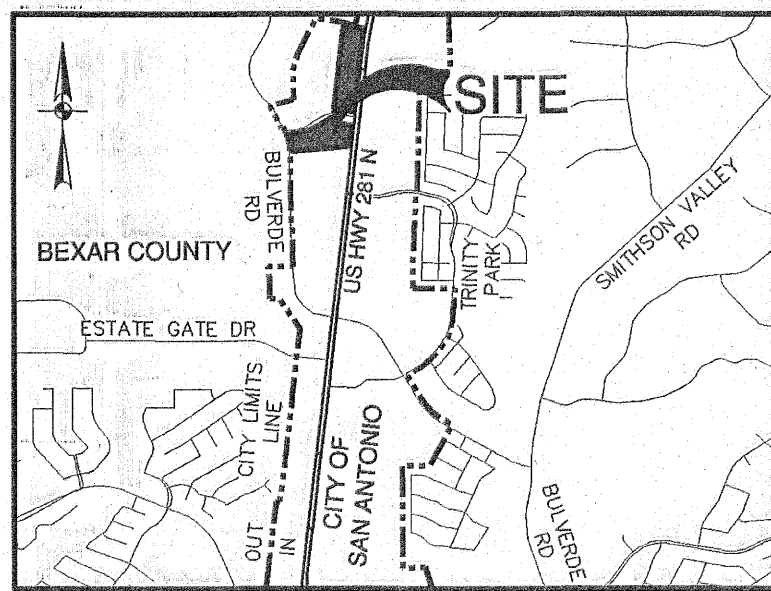 SITE
BULVERDE
RD
US HWY 281 N
BEXAR COUNTY
TRINITY
PARK
SMITHSON VALLEY
RD
ESTATE GATE DR
CITY LIMITS
LINE
OUT
IN
CITY OF
SAN ANTONIO
BULVERDE
RD